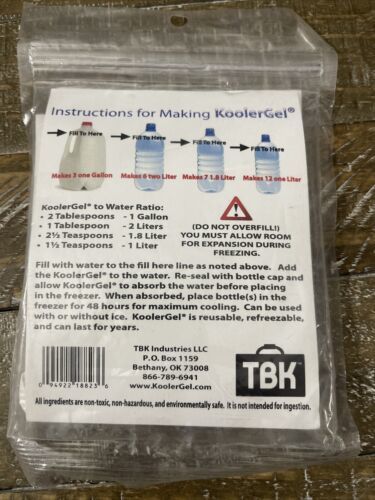 Instructions for Making KoolerGel®
Fill To Here
Fill To Here
Fill To Here
Fill To Here
Makes 3 one Gallon
Makes 6 two Liter
Makes 7 1.8 Liter
Makes 12 one Liter
KoolerGel® to Water Ratio:
• 2 Tablespoons - 1 Gallon
• 1 Tablespoon - 2 Liters
• 2½ Teaspoons - 1.8 Liter
• 1½ Teaspoons - 1 Liter
!
(DO NOT OVERFILL!)
YOU MUST ALLOW ROOM
FOR EXPANSION DURING
FREEZING.
Fill with water to the fill here line as noted above. Add
the KoolerGel® to the water. Re-seal with bottle cap and
allow KoolerGel® to absorb the water before placing
in the freezer. When absorbed, place bottle(s) in the
freezer for 48 hours for maximum cooling. Can be used
with or without ice. KoolerGel® is reusable, refreezable,
and can last for years.
TBK Industries LLC
P.O. Box 1159
Bethany, OK 73008
866-789-6941
www.KoolerGel.com
0 94922 18823 6
TBK
All ingredients are non-toxic, non-hazardous, and environmentally safe. It is not intended for ingestion.